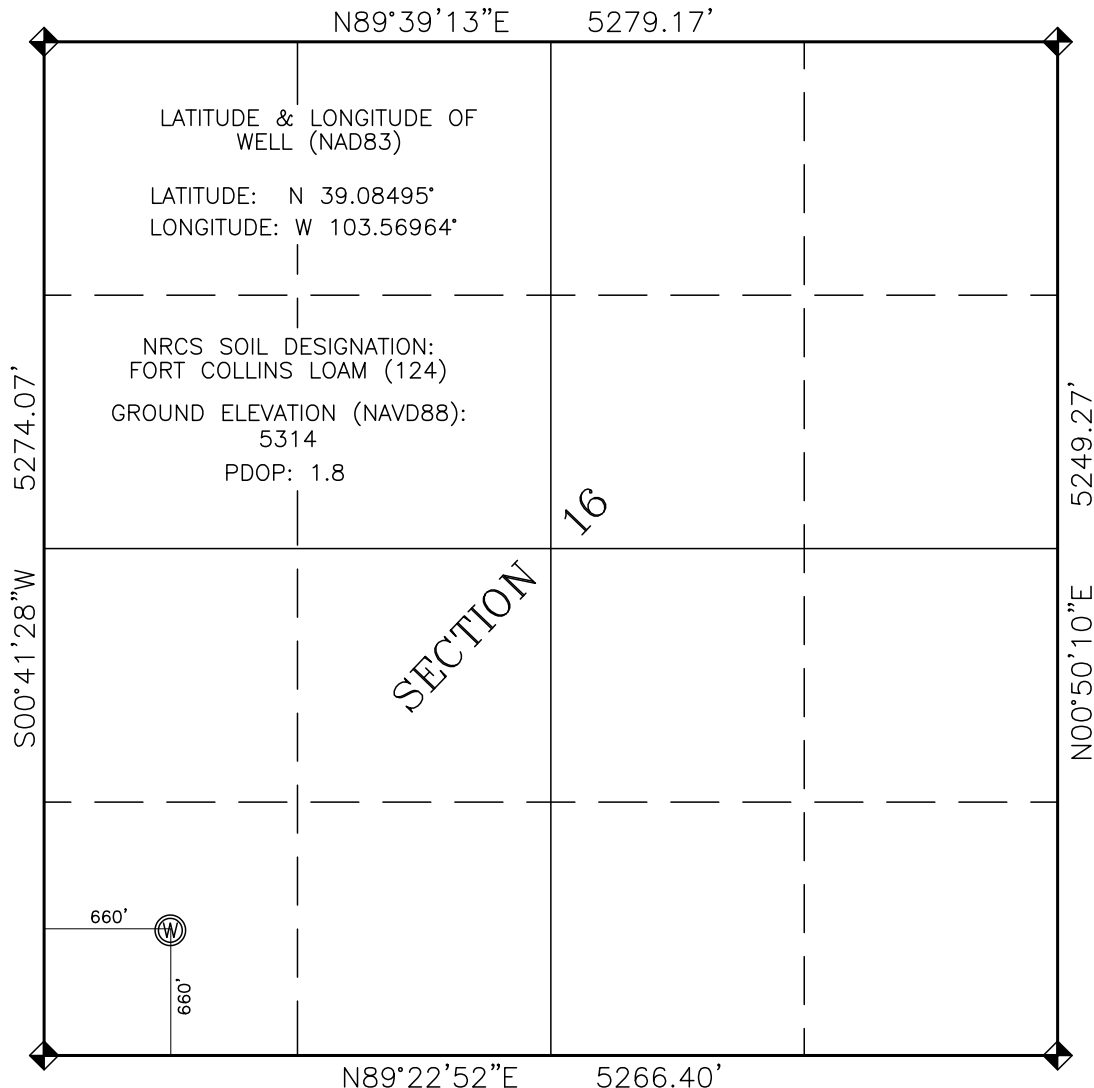 N89°39'13"E 5279.17'
LATITUDE & LONGITUDE OF
WELL (NAD83)
LATITUDE: N 39.08495°
LONGITUDE: W 103.56964°
NRCS SOIL DESIGNATION:
FORT COLLINS LOAM (124)
GROUND ELEVATION (NAVD88):
5314
PDOP: 1.8
S00°41'28"W 5274.07'
N00°50'10"E 5249.27'
SECTION 16
660'
W
660'
N89°22'52"E 5266.40'